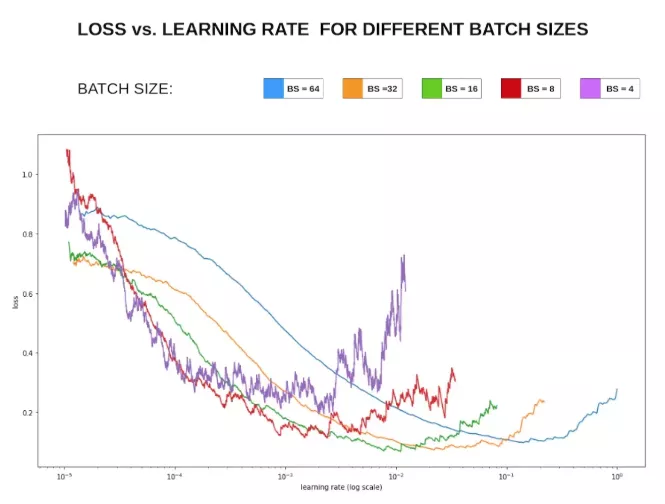 LOSS vs. LEARNING RATE  FOR DIFFERENT BATCH SIZES
BATCH SIZE:
BS = 64
BS =32
BS = 16
BS = 8
BS = 4
1.0
0.8
0.6
0.4
0.2
loss
10⁻⁵
10⁻⁴
10⁻³
10⁻²
10⁻¹
10⁰
learning rate (log scale)